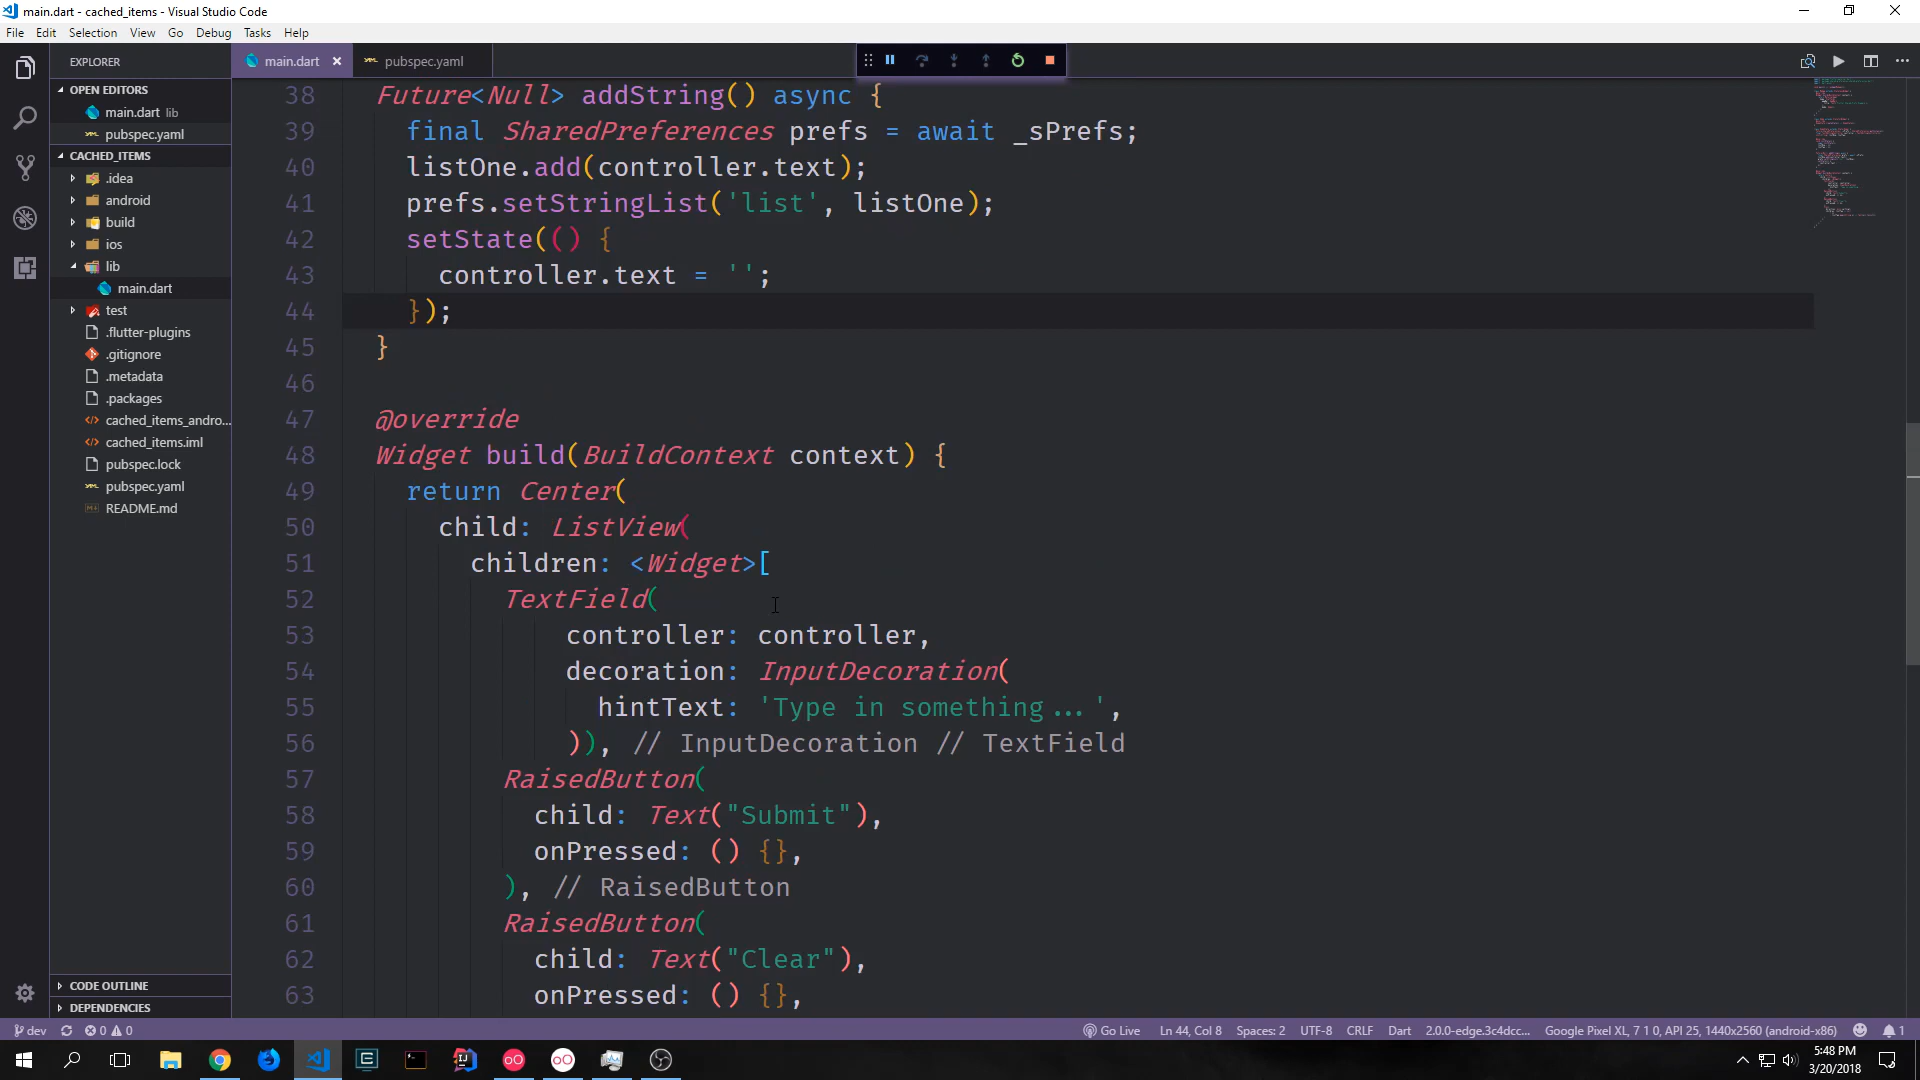 main.dart - cached_items - Visual Studio Code
File Edit Selection View Go Debug Tasks Help
EXPLORER
main.dart
pubspec.yaml
OPEN EDITORS
main.dart lib
pubspec.yaml
CACHED_ITEMS
.idea
android
build
ios
lib
main.dart
test
.flutter-plugins
.gitignore
.metadata
.packages
cached_items_andro...
cached_items.iml
pubspec.lock
pubspec.yaml
README.md
CODE OUTLINE
DEPENDENCIES
38 Future<Null> addString() async {
39 final SharedPreferences prefs = await _sPrefs;
40 listOne.add(controller.text);
41 prefs.setStringList('list', listOne);
42 setState(() {
43 controller.text = '';
44 });
45 }
46
47 @override
48 Widget build(BuildContext context) {
49 return Center(
50 child: ListView(
51 children: <Widget>[
52 TextField(
53 controller: controller,
54 decoration: InputDecoration(
55 hintText: 'Type in something...',
56 )), // InputDecoration // TextField
57 RaisedButton(
58 child: Text("Submit"),
59 onPressed: () {},
60 ), // RaisedButton
61 RaisedButton(
62 child: Text("Clear"),
63 onPressed: () {},
dev 0 0 Go Live Ln 44, Col 8 Spaces: 2 UTF-8 CRLF Dart 2.0.0-edge.3c4dcc... Google Pixel XL, 7 1 0, API 25, 1440x2560 (android-x86) 1
5:48 PM
3/20/2018